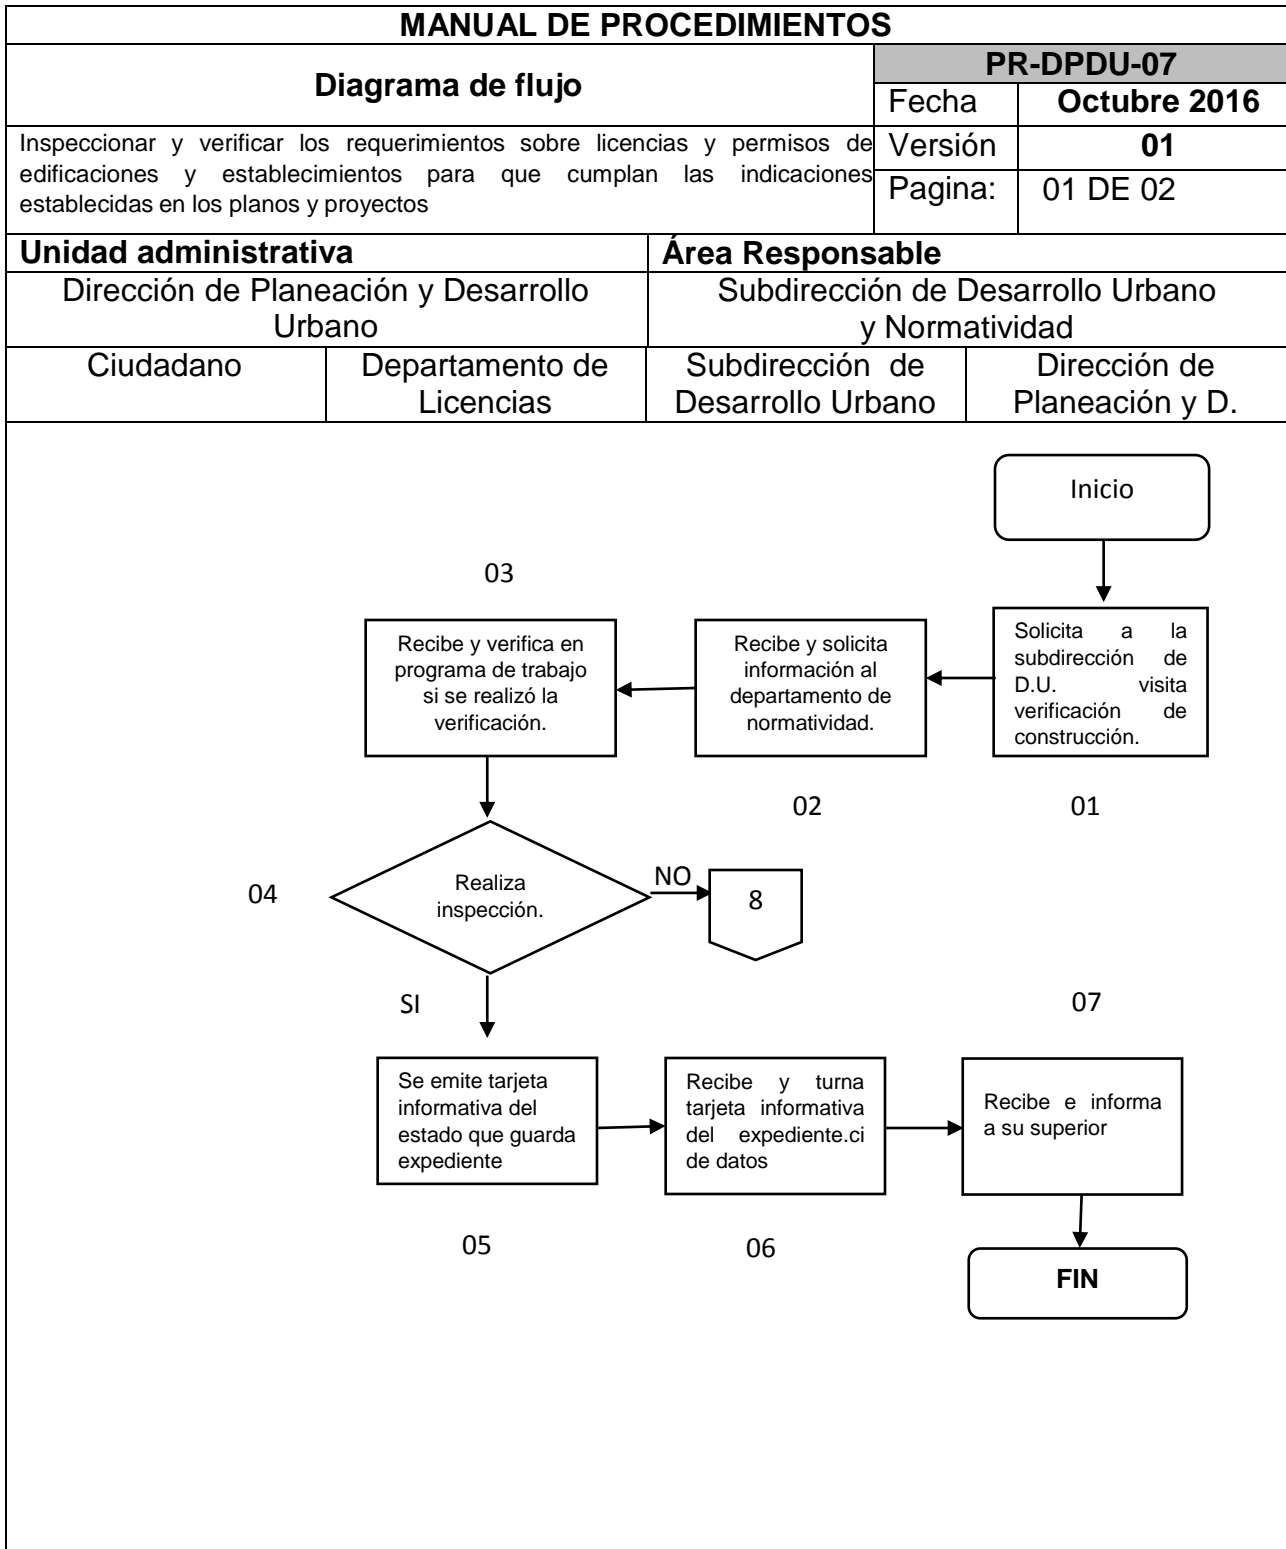 MANUAL DE PROCEDIMIENTOS
Diagrama de flujo
PR-DPDU-07
Fecha
Octubre 2016
Inspeccionar y verificar los requerimientos sobre licencias y permisos de
edificaciones y establecimientos para que cumplan las indicaciones
establecidas en los planos y proyectos
Versión
01
Pagina:
01 DE 02
Unidad administrativa
Área Responsable
Dirección de Planeación y Desarrollo
Urbano
Subdirección de Desarrollo Urbano
y Normatividad
Ciudadano
Departamento de
Licencias
Subdirección de
Desarrollo Urbano
Dirección de
Planeación y D.
Inicio
Solicita a la
subdirección de
D.U. visita
verificación de
construcción.
01
Recibe y solicita
información al
departamento de
normatividad.
02
03
Recibe y verifica en
programa de trabajo
si se realizó la
verificación.
04
Realiza
inspección.
NO
8
SI
Se emite tarjeta
informativa del
estado que guarda
expediente
05
Recibe y turna
tarjeta informativa
del expediente.ci
de datos
06
07
Recibe e informa
a su superior
FIN